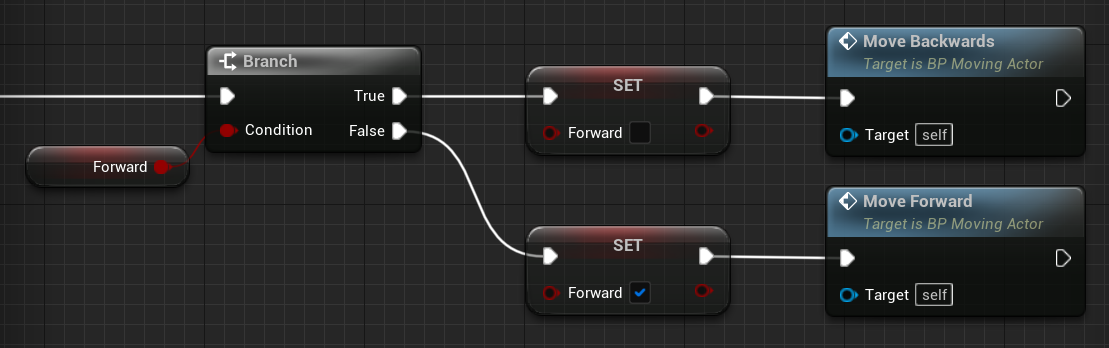 Branch
True
Condition
False
Forward
SET
Forward
Move Backwards
Target is BP Moving Actor
Target self
SET
Forward
Move Forward
Target is BP Moving Actor
Target self